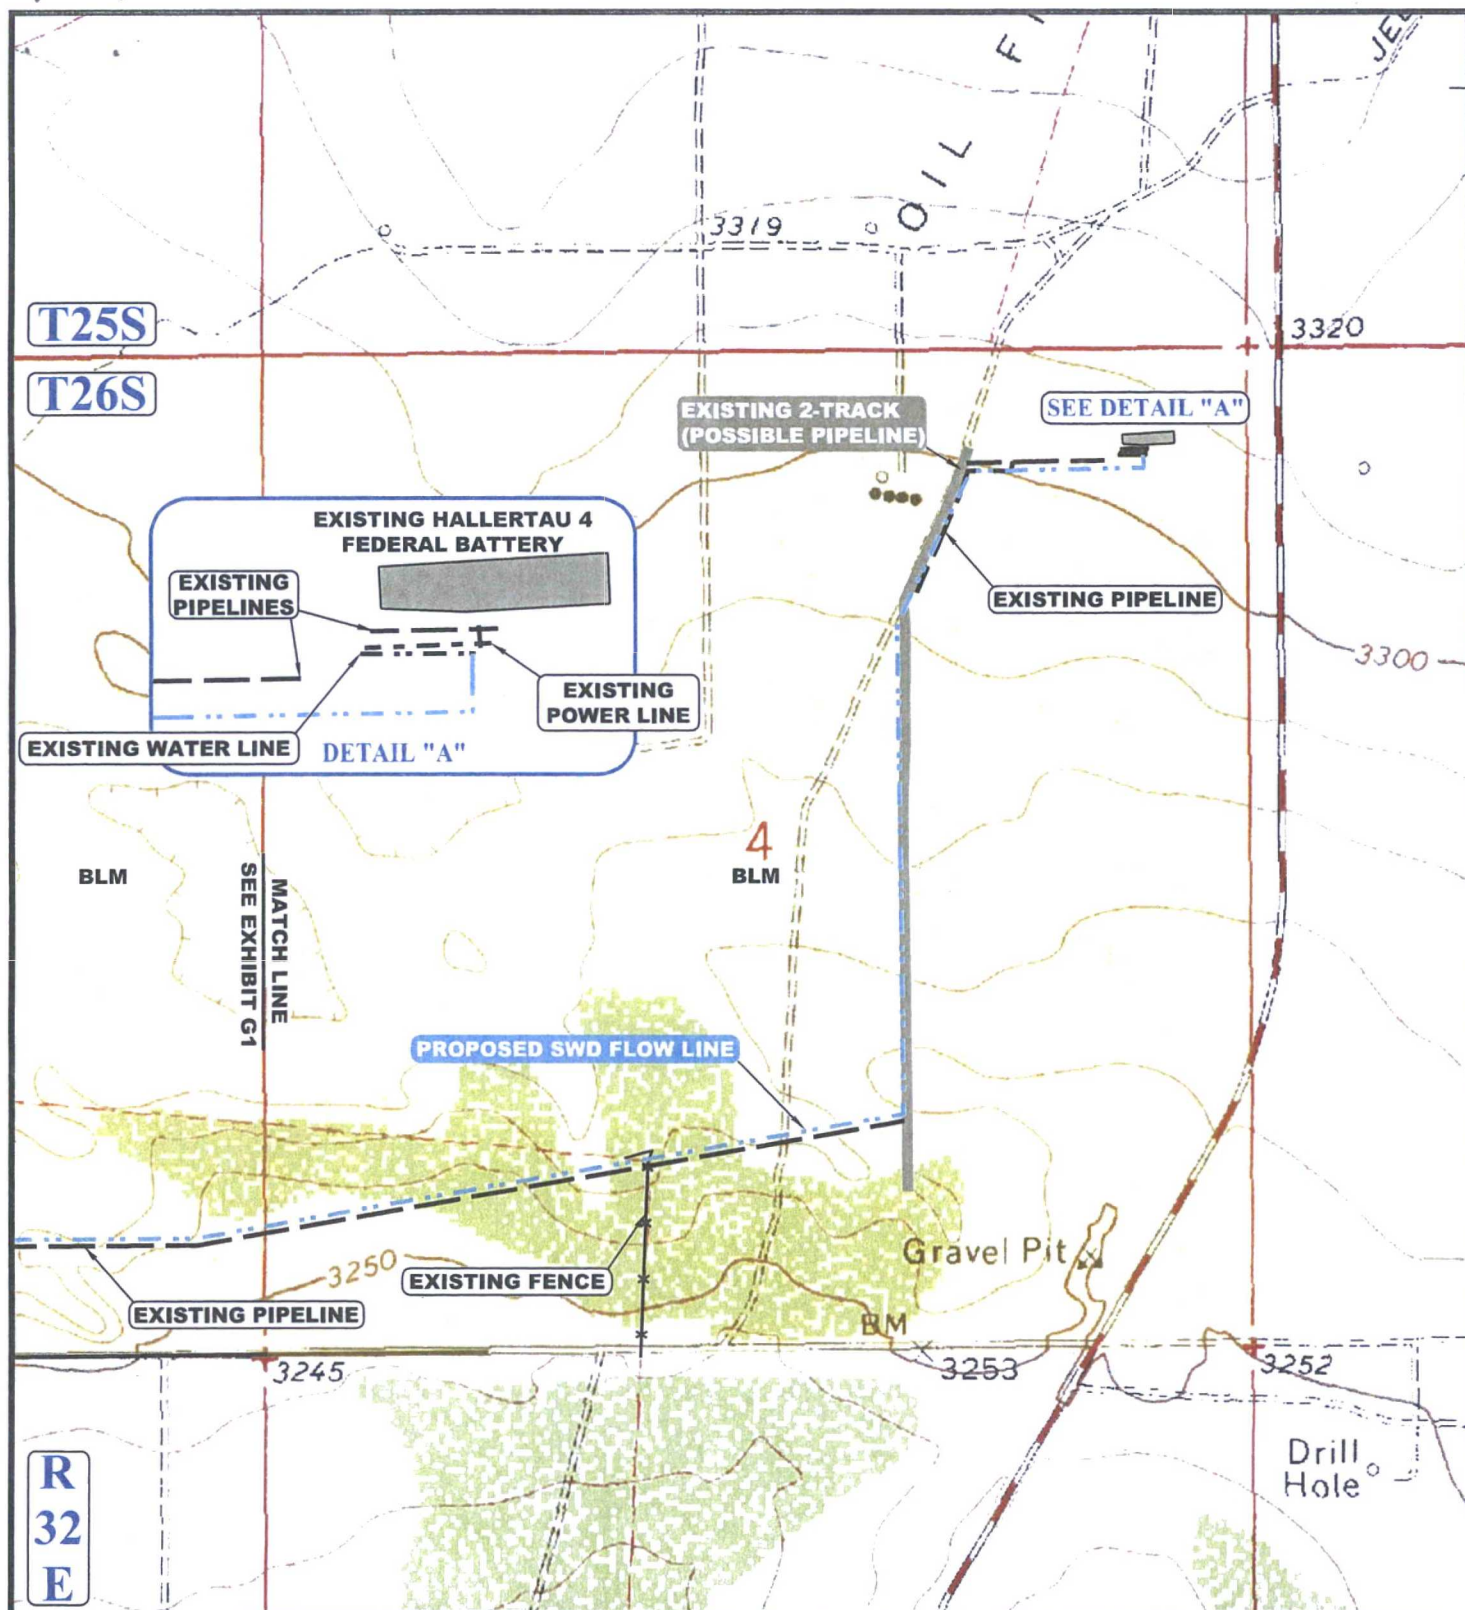 OIL F
JEL
3319
T25S
3320
T26S
EXISTING 2-TRACK
(POSSIBLE PIPELINE)
SEE DETAIL "A"
EXISTING HALLERTAU 4
FEDERAL BATTERY
EXISTING
PIPELINES
EXISTING PIPELINE
3300
EXISTING
POWER LINE
EXISTING WATER LINE
DETAIL "A"
4
BLM
BLM
MATCH LINE
SEE EXHIBIT G1
PROPOSED SWD FLOW LINE
Gravel Pit
3250
EXISTING FENCE
EXISTING PIPELINE
BM
3245
3253
3252
Drill
Hole
R
32
E